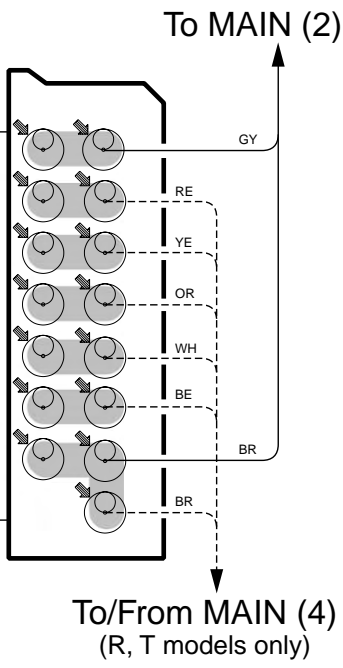 To MAIN (2)
GY
RE
YE
OR
WH
BE
BR
BR
To/From MAIN (4)
(R, T models only)